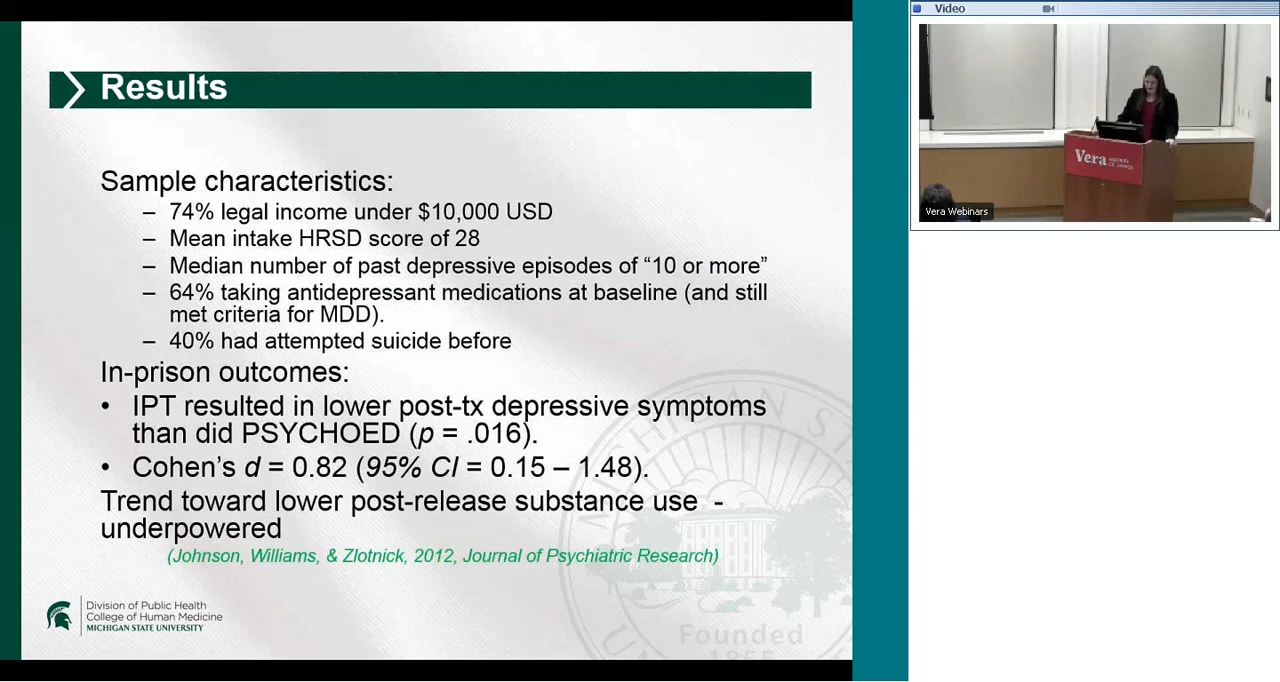 Results
Sample characteristics:
– 74% legal income under $10,000 USD
– Mean intake HRSD score of 28
– Median number of past depressive episodes of “10 or more”
– 64% taking antidepressant medications at baseline (and still
met criteria for MDD).
– 40% had attempted suicide before
In-prison outcomes:
• IPT resulted in lower post-tx depressive symptoms
than did PSYCHOED (p = .016).
• Cohen’s d = 0.82 (95% CI = 0.15 – 1.48).
Trend toward lower post-release substance use -
underpowered
(Johnson, Williams, & Zlotnick, 2012, Journal of Psychiatric Research)
Division of Public Health
College of Human Medicine
MICHIGAN STATE UNIVERSITY
MICHIGAN STATE
Founded
1855
Video
Vera
Vera Webinars